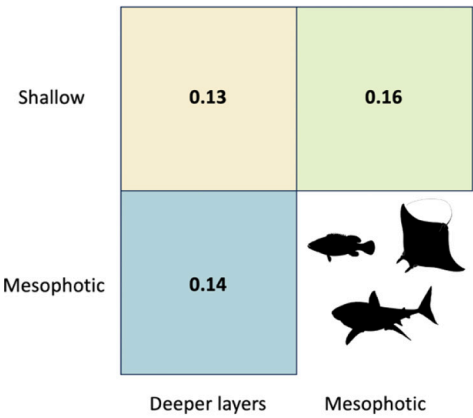 Shallow
0.13
0.16
Mesophotic
0.14
Deeper layers
Mesophotic